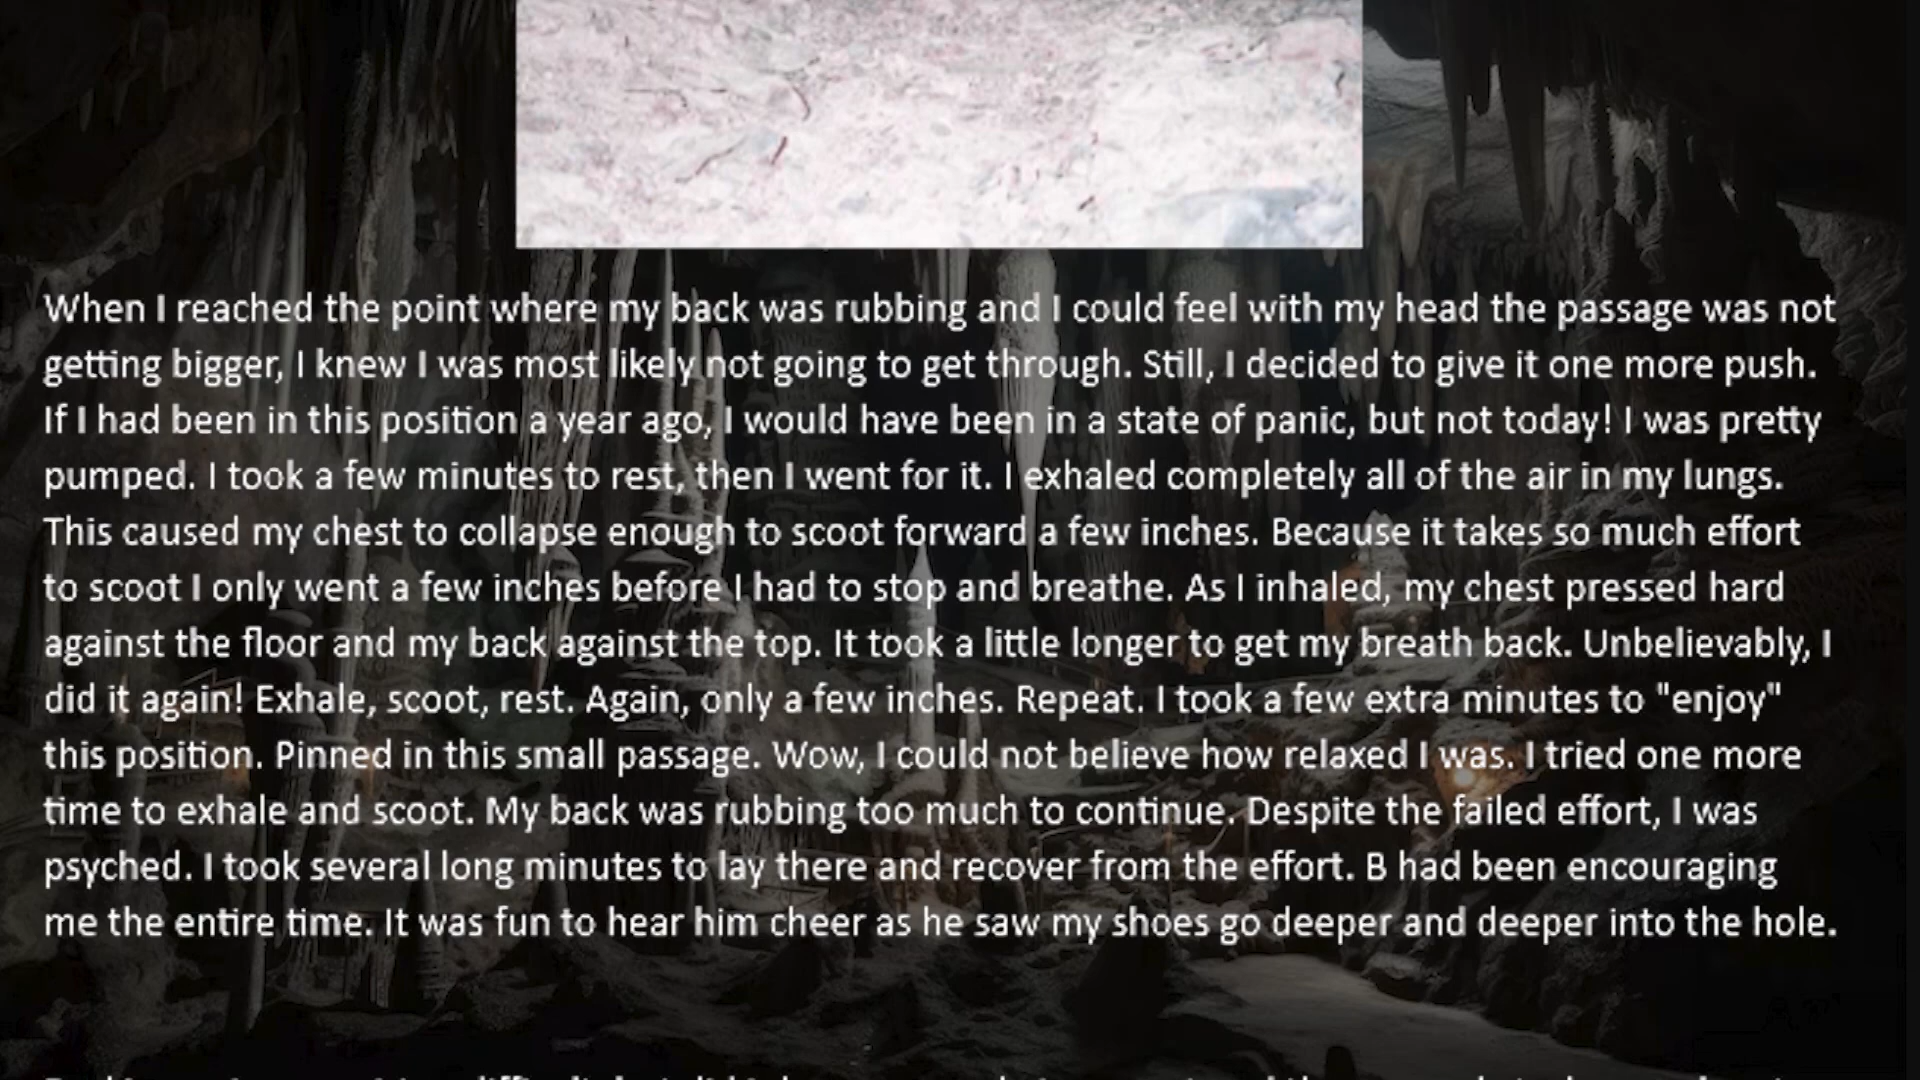 When I reached the point where my back was rubbing and I could feel with my head the passage was not
getting bigger, I knew I was most likely not going to get through. Still, I decided to give it one more push.
If I had been in this position a year ago, I would have been in a state of panic, but not today! I was pretty
pumped. I took a few minutes to rest, then I went for it. I exhaled completely all of the air in my lungs.
This caused my chest to collapse enough to scoot forward a few inches. Because it takes so much effort
to scoot I only went a few inches before I had to stop and breathe. As I inhaled, my chest pressed hard
against the floor and my back against the top. It took a little longer to get my breath back. Unbelievably, I
did it again! Exhale, scoot, rest. Again, only a few inches. Repeat. I took a few extra minutes to "enjoy"
this position. Pinned in this small passage. Wow, I could not believe how relaxed I was. I tried one more
time to exhale and scoot. My back was rubbing too much to continue. Despite the failed effort, I was
psyched. I took several long minutes to lay there and recover from the effort. B had been encouraging
me the entire time. It was fun to hear him cheer as he saw my shoes go deeper and deeper into the hole.